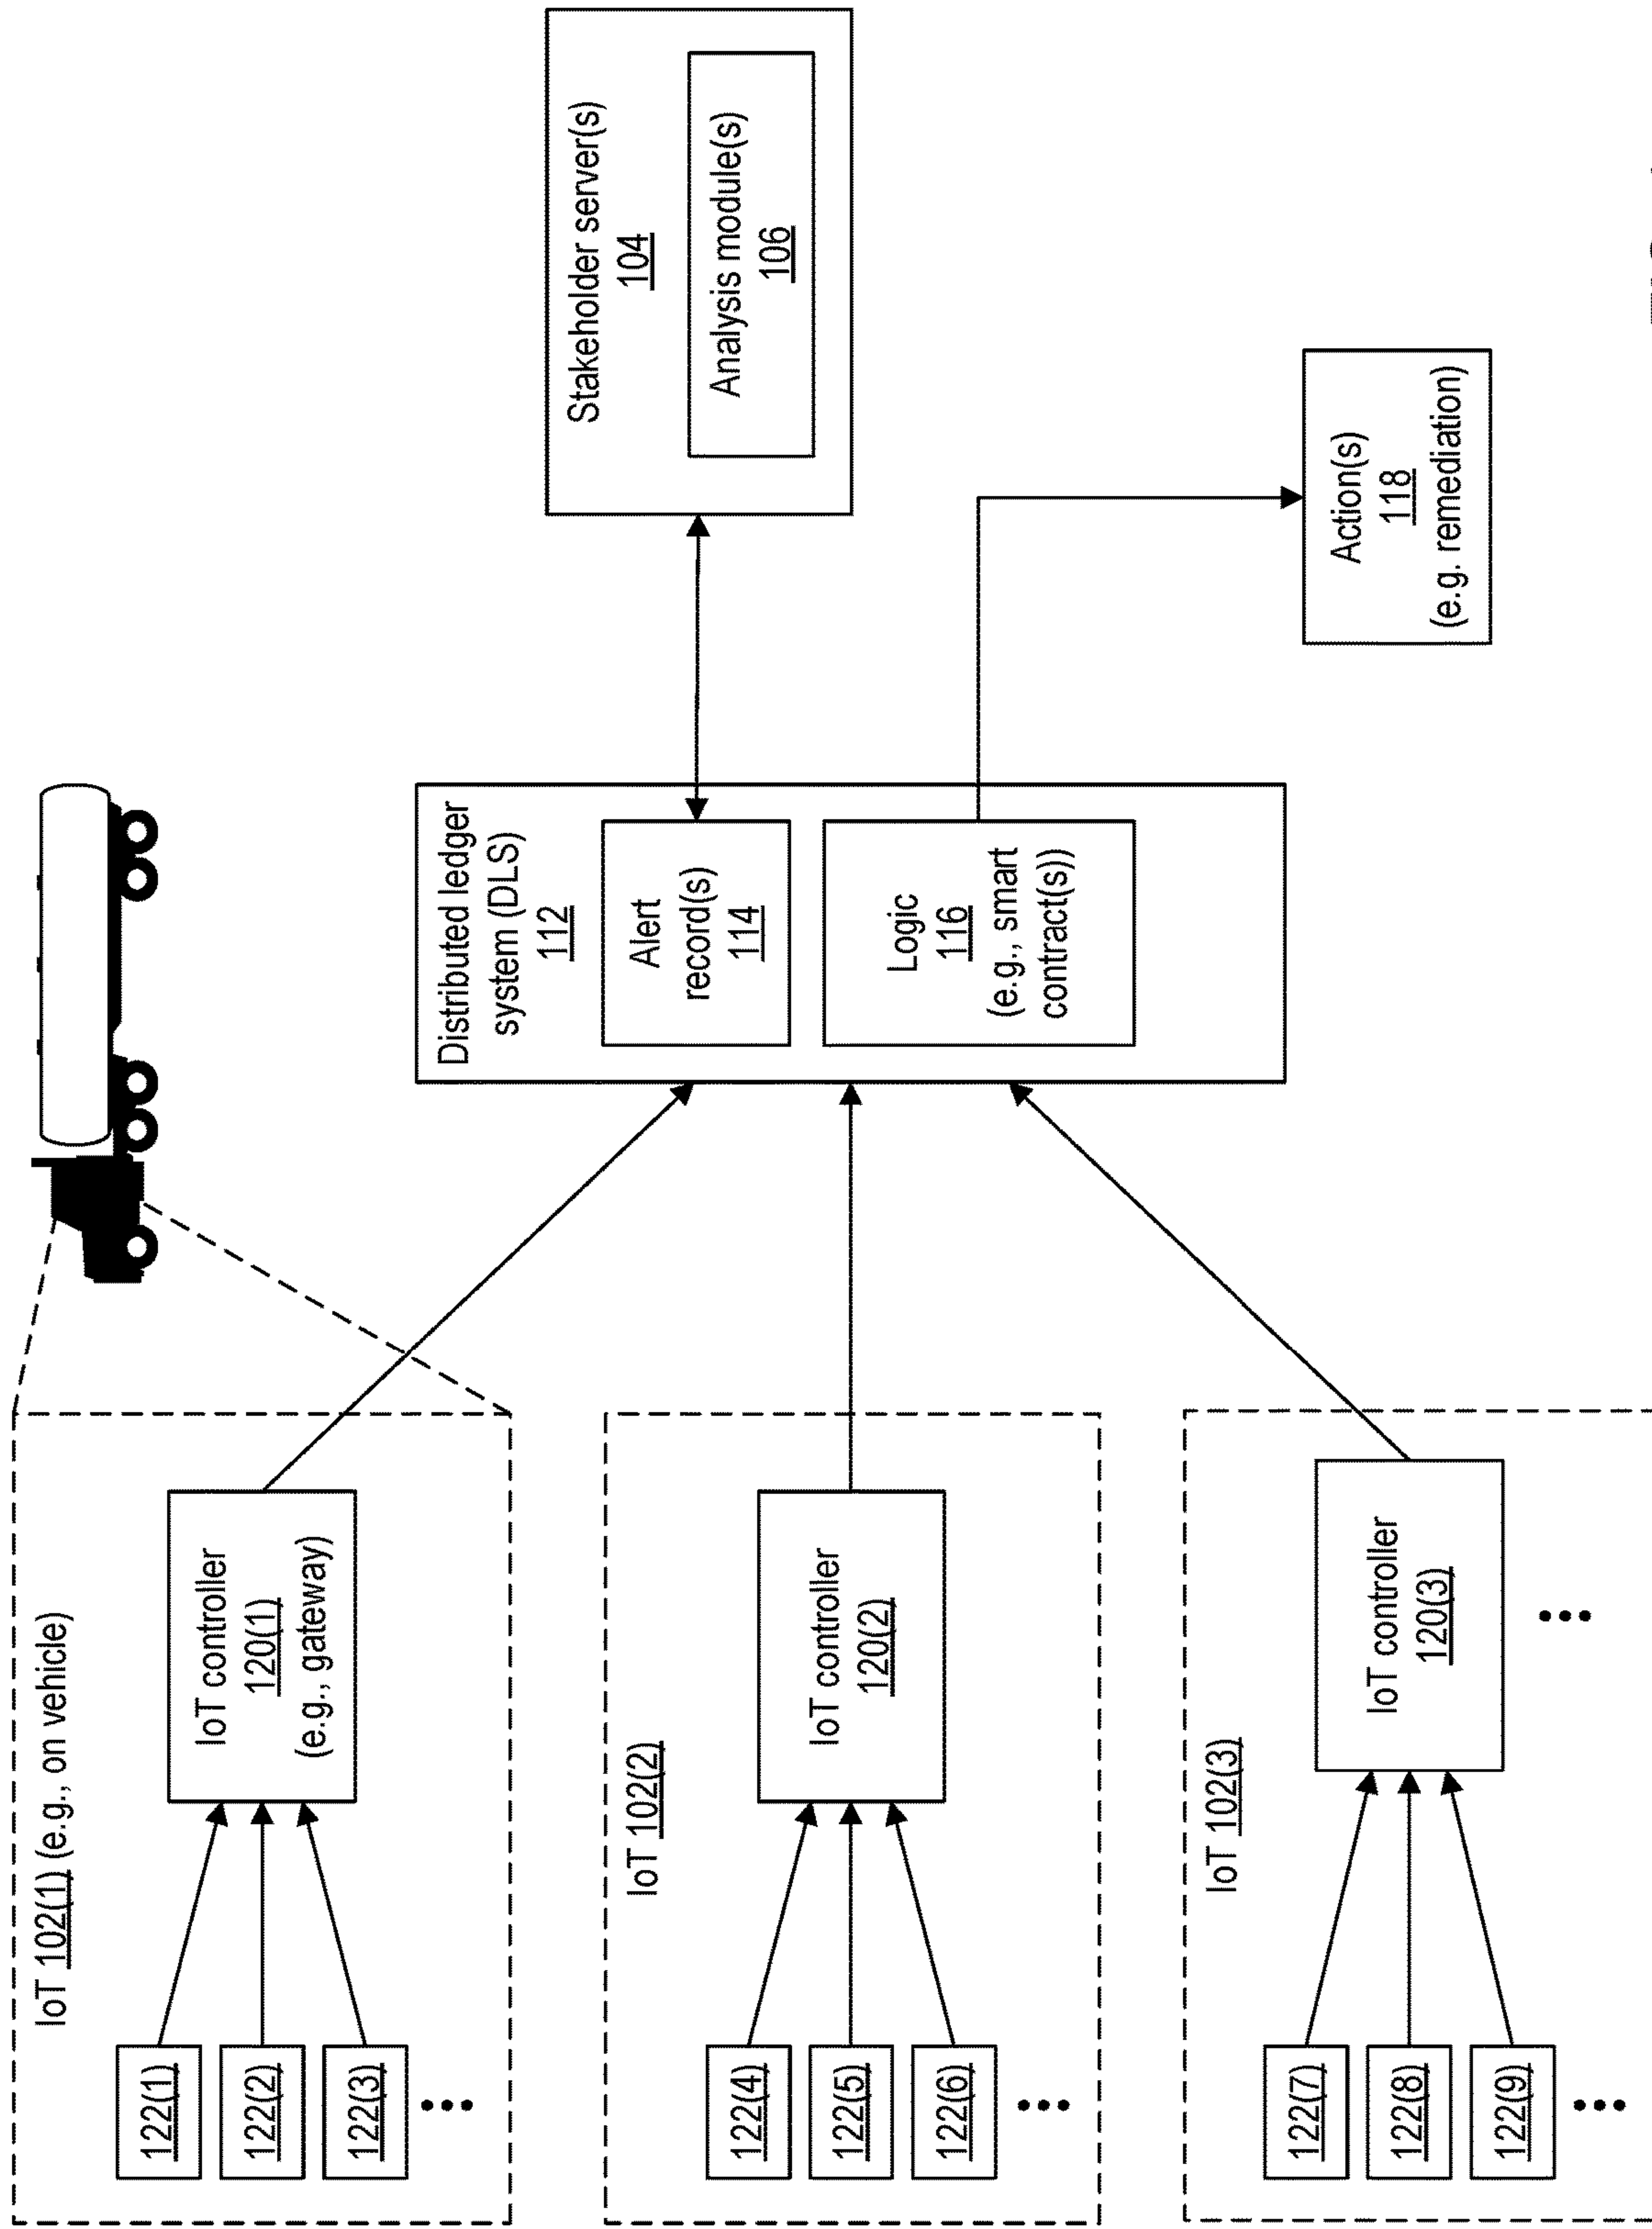 IoT 102(1) (e.g., on vehicle)
122(1)
122(2)
122(3)
IoT controller
120(1)
(e.g., gateway)
IoT 102(2)
122(4)
122(5)
122(6)
IoT controller
120(2)
IoT 102(3)
122(7)
122(8)
122(9)
IoT controller
120(3)
Distributed ledger
system (DLS)
112
Alert
record(s)
114
Logic
116
(e.g., smart
contract(s))
Stakeholder server(s)
104
Analysis module(s)
106
Action(s)
118
(e.g. remediation)